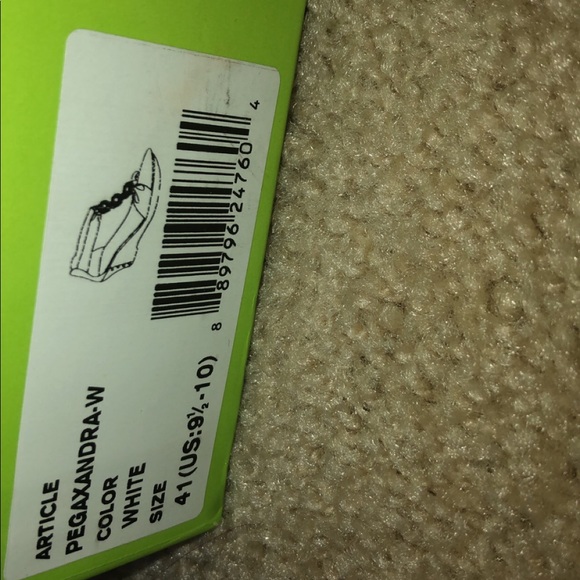 ARTICLE
PEGAXANDRA-W
COLOR
WHITE
SIZE
41(US:9½-10)
8 89796 24760 4